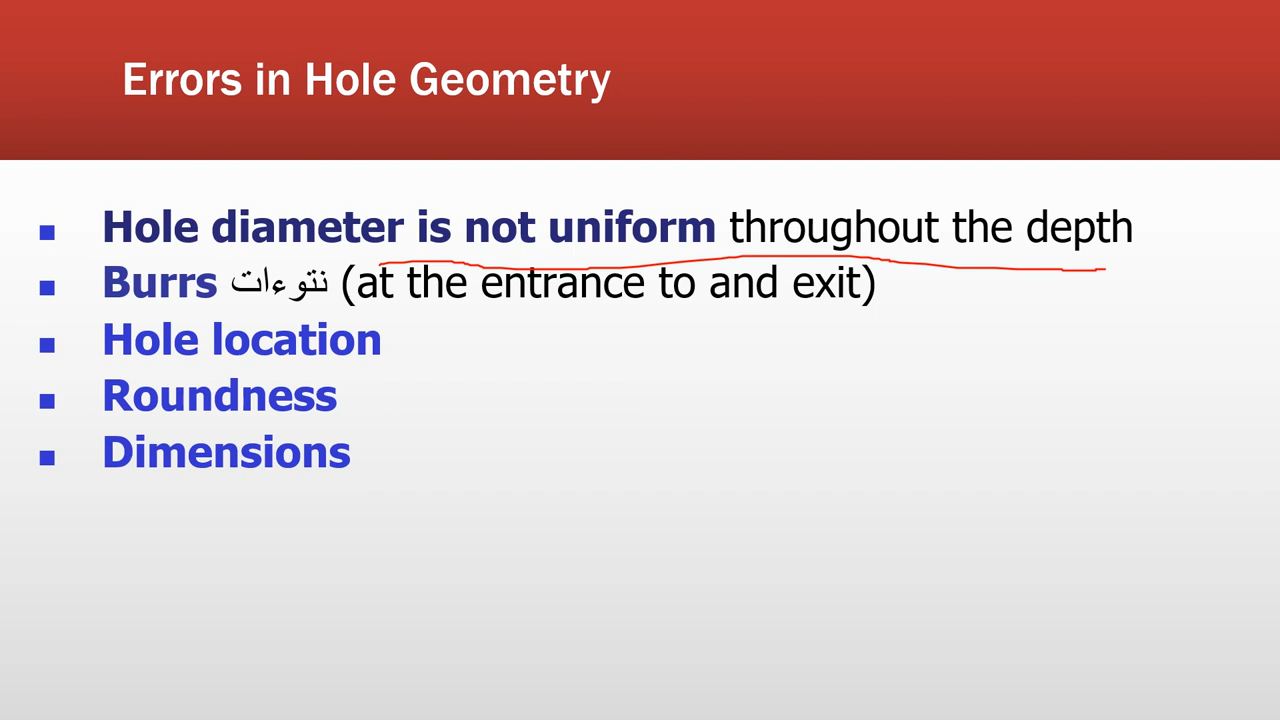 Errors in Hole Geometry
▪ Hole diameter is not uniform throughout the depth
▪ Burrs نتوءات (at the entrance to and exit)
▪ Hole location
▪ Roundness
▪ Dimensions